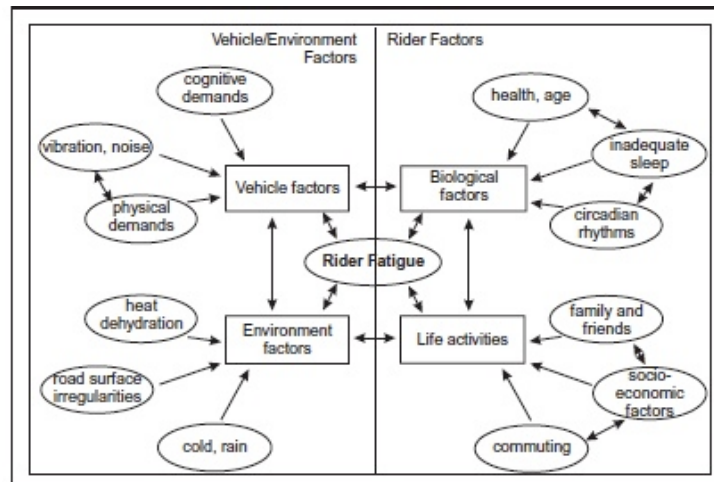 Vehicle/Environment
Factors
Rider Factors
cognitive
demands
vibration, noise
physical
demands
Vehicle factors
health, age
inadequate
sleep
Biological
factors
circadian
rhythms
Rider Fatigue
heat
dehydration
road surface
irregularities
Environment
factors
cold, rain
Life activities
family and
friends
socio-
economic
factors
commuting